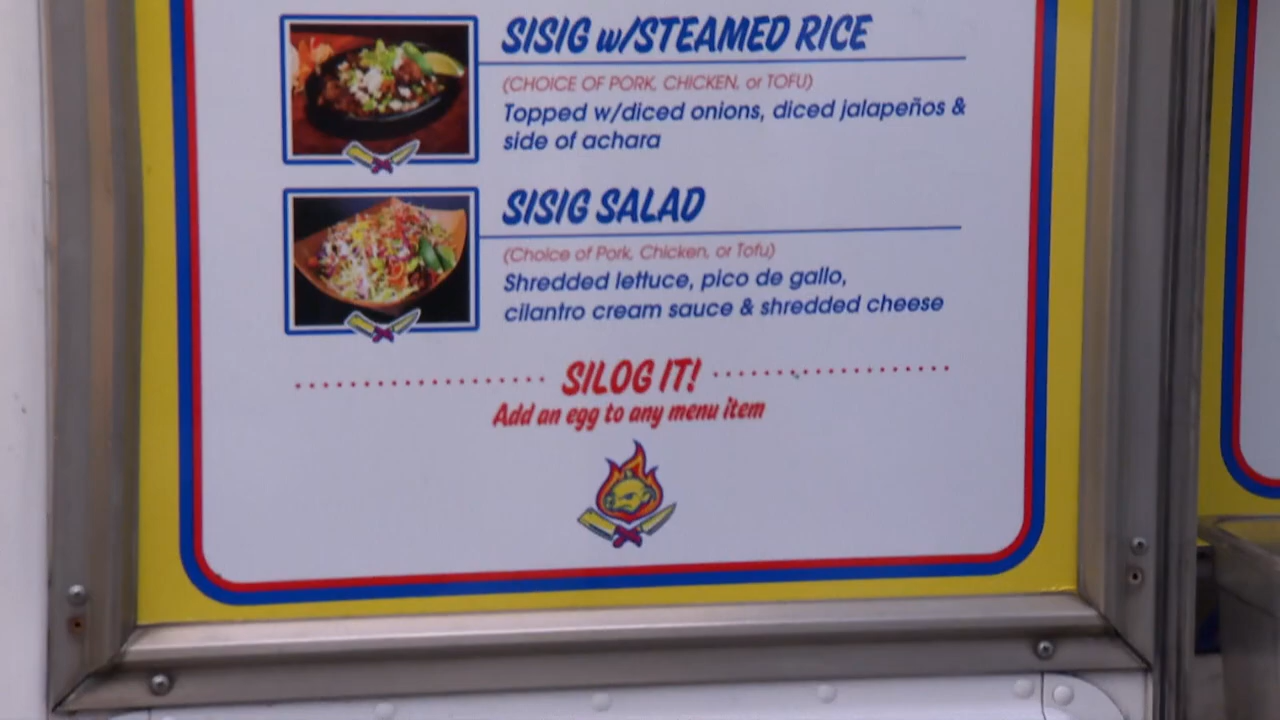 SISIG w/STEAMED RICE
(CHOICE OF PORK, CHICKEN, or TOFU)
Topped w/diced onions, diced jalapeños &
side of achara
SISIG SALAD
(Choice of Pork, Chicken, or Tofu)
Shredded lettuce, pico de gallo,
cilantro cream sauce & shredded cheese
SILOG IT!
Add an egg to any menu item